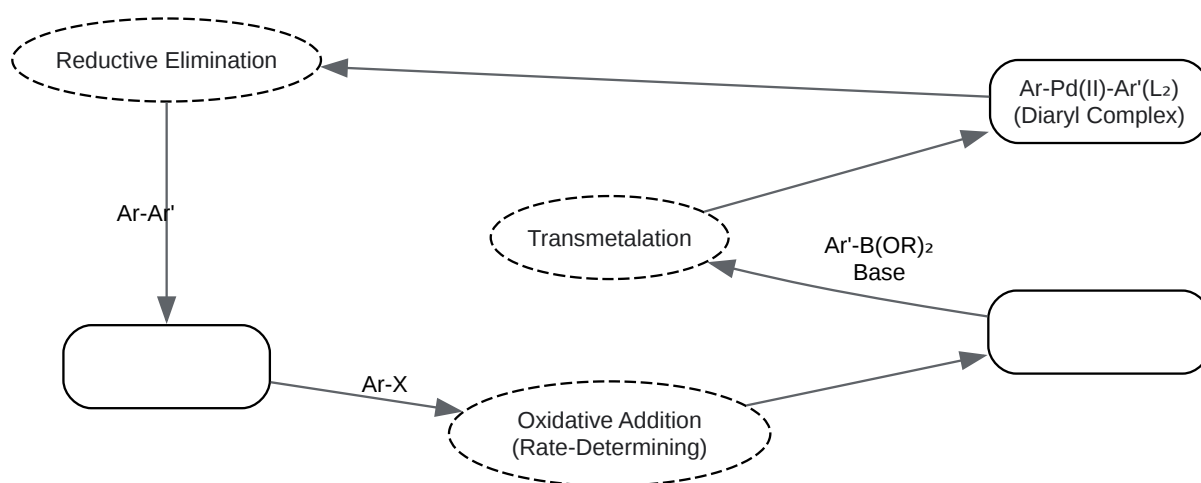 Reductive Elimination
Ar-Pd(II)-Ar'(L₂)
(Diaryl Complex)
Ar-Ar'
Transmetalation
Ar'-B(OR)₂
Base
Ar-X
Oxidative Addition
(Rate-Determining)